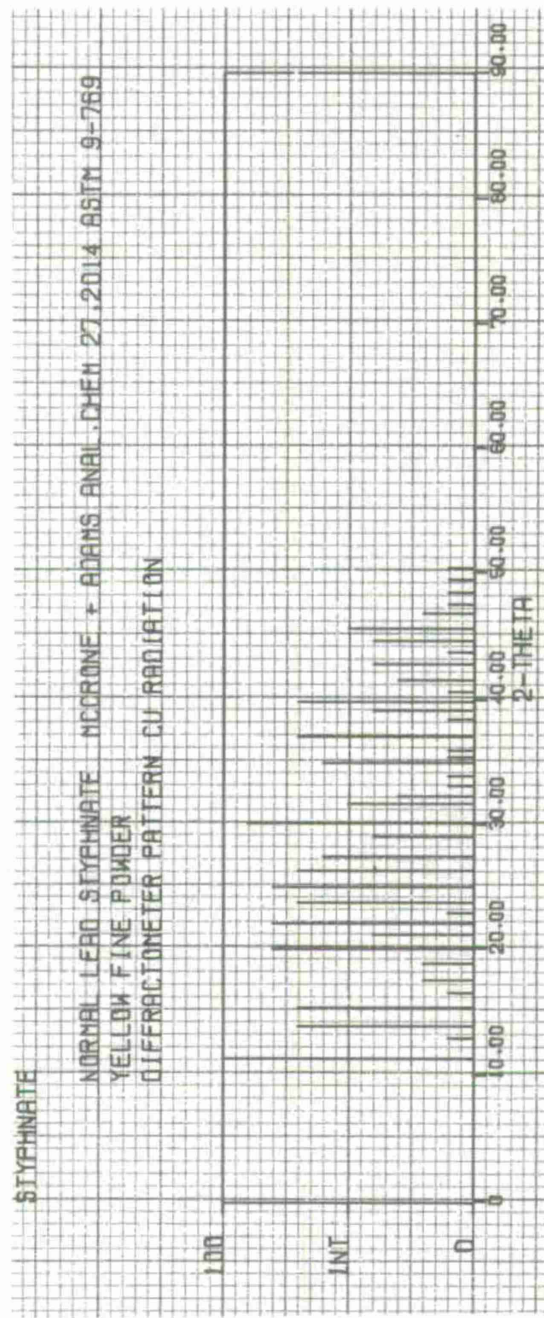 STYPHNATE
NORMAL LEAD STYPHNATE MCCRONE + ADAMS ANAL.CHEM 27,2014 ASTM 9-769
YELLOW FINE POWDER
DIFFRACTOMETER PATTERN CU RADIATION
100
INT
0
0 10.00 20.00 30.00 40.00 50.00 60.00 70.00 80.00 90.00
2-THETA